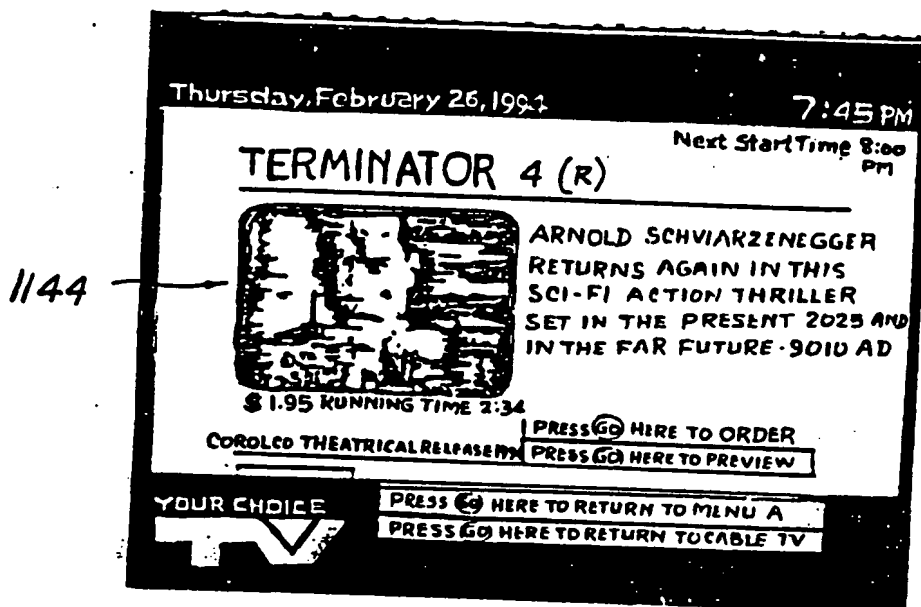 Thursday, February 26, 1992
7:45 PM
Next Start Time 8:00
PM
TERMINATOR 4 (R)
1144
ARNOLD SCHVIARZENEGGER
RETURNS AGAIN IN THIS
SCI-FI ACTION THRILLER
SET IN THE PRESENT 2025 AND
IN THE FAR FUTURE - 9010 AD
$ 1.95 RUNNING TIME 2:34
PRESS GO HERE TO ORDER
COROLCO THEATRICAL RELEASE
PRESS GO HERE TO PREVIEW
YOUR CHOICE
TV
PRESS GO HERE TO RETURN TO MENU A
PRESS GO HERE TO RETURN TO CABLE TV